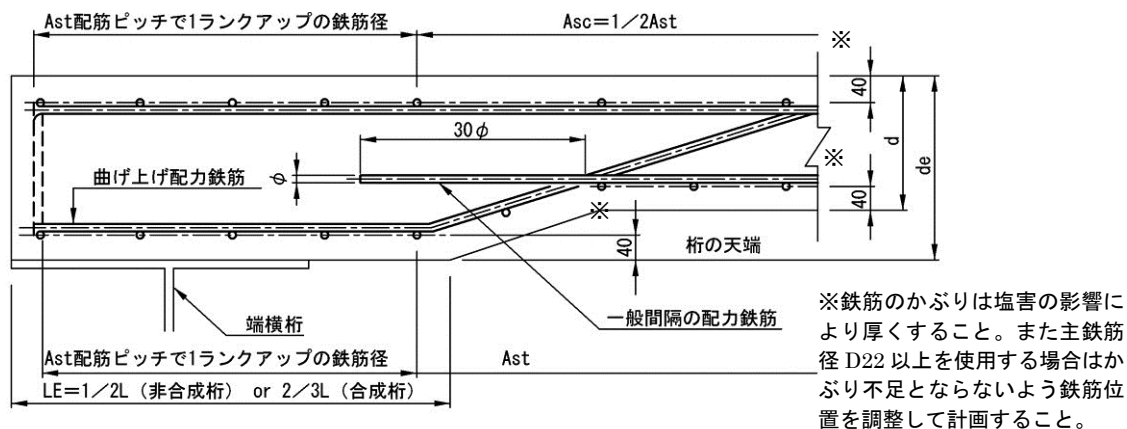 Ast配筋ピッチで1ランクアップの鉄筋径
Asc=1/2Ast
※
40
30φ
d
de
※
曲げ上げ配力鉄筋
φ
40
※
40
桁の天端
端横桁
一般間隔の配力鉄筋
Ast配筋ピッチで1ランクアップの鉄筋径
Ast
LE=1/2L (非合成桁) or 2/3L (合成桁)
※鉄筋のかぶりは塩害の影響に
より厚くすること。また主鉄筋
径 D22 以上を使用する場合はか
ぶり不足とならないよう鉄筋位
置を調整して計画すること。